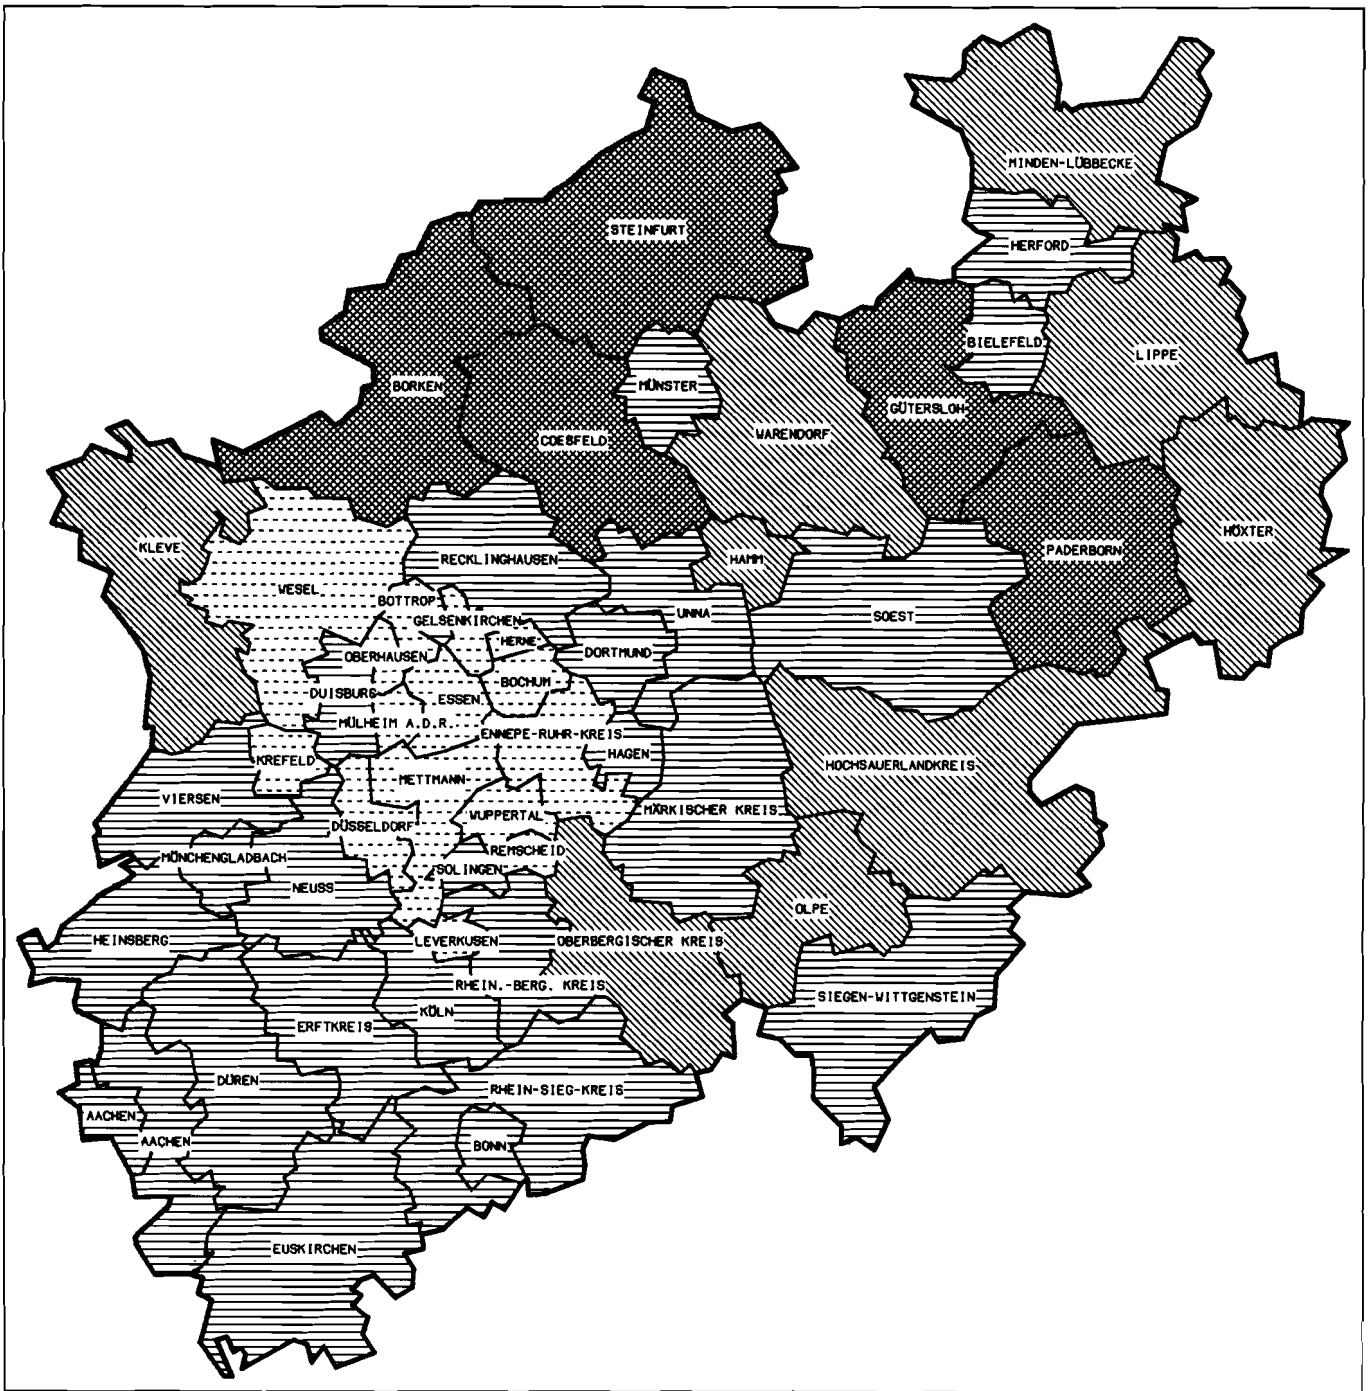 MINDEN-LÜBBECKE
STEINFURT
HERFORD
BIELEFELD
LIPPE
BORKEN
MÜNSTER
GÜTERSLOH
COESFELD
WARENDORF
HÖXTER
KLEVE
PADERBORN
RECKLINGHAUSEN
HAMM
WESEL
BOTTROP
UNNA
SOEST
GELSENKIRCHEN
HERNE
DORTMUND
OBERHAUSEN
BOCHUM
DUISBURG
ESSEN
MÜLHEIM A.D.R.
ENNEPE-RUHR-KREIS
HAGEN
KREFELD
HOCHSAUERLANDKREIS
METTMANN
VIERSEN
MÄRKISCHER KREIS
WUPPERTAL
DÜSSELDORF
REMSCHEID
MÖNCHENGLADBACH
SOLINGEN
NEUSS
OLPE
HEINSBERG
LEVERKUSEN
OBERBERGISCHER KREIS
RHEIN.-BERG. KREIS
SIEGEN-WITTGENSTEIN
KÖLN
ERFTKREIS
DÜREN
RHEIN-SIEG-KREIS
AACHEN
AACHEN
BONN
EUSKIRCHEN